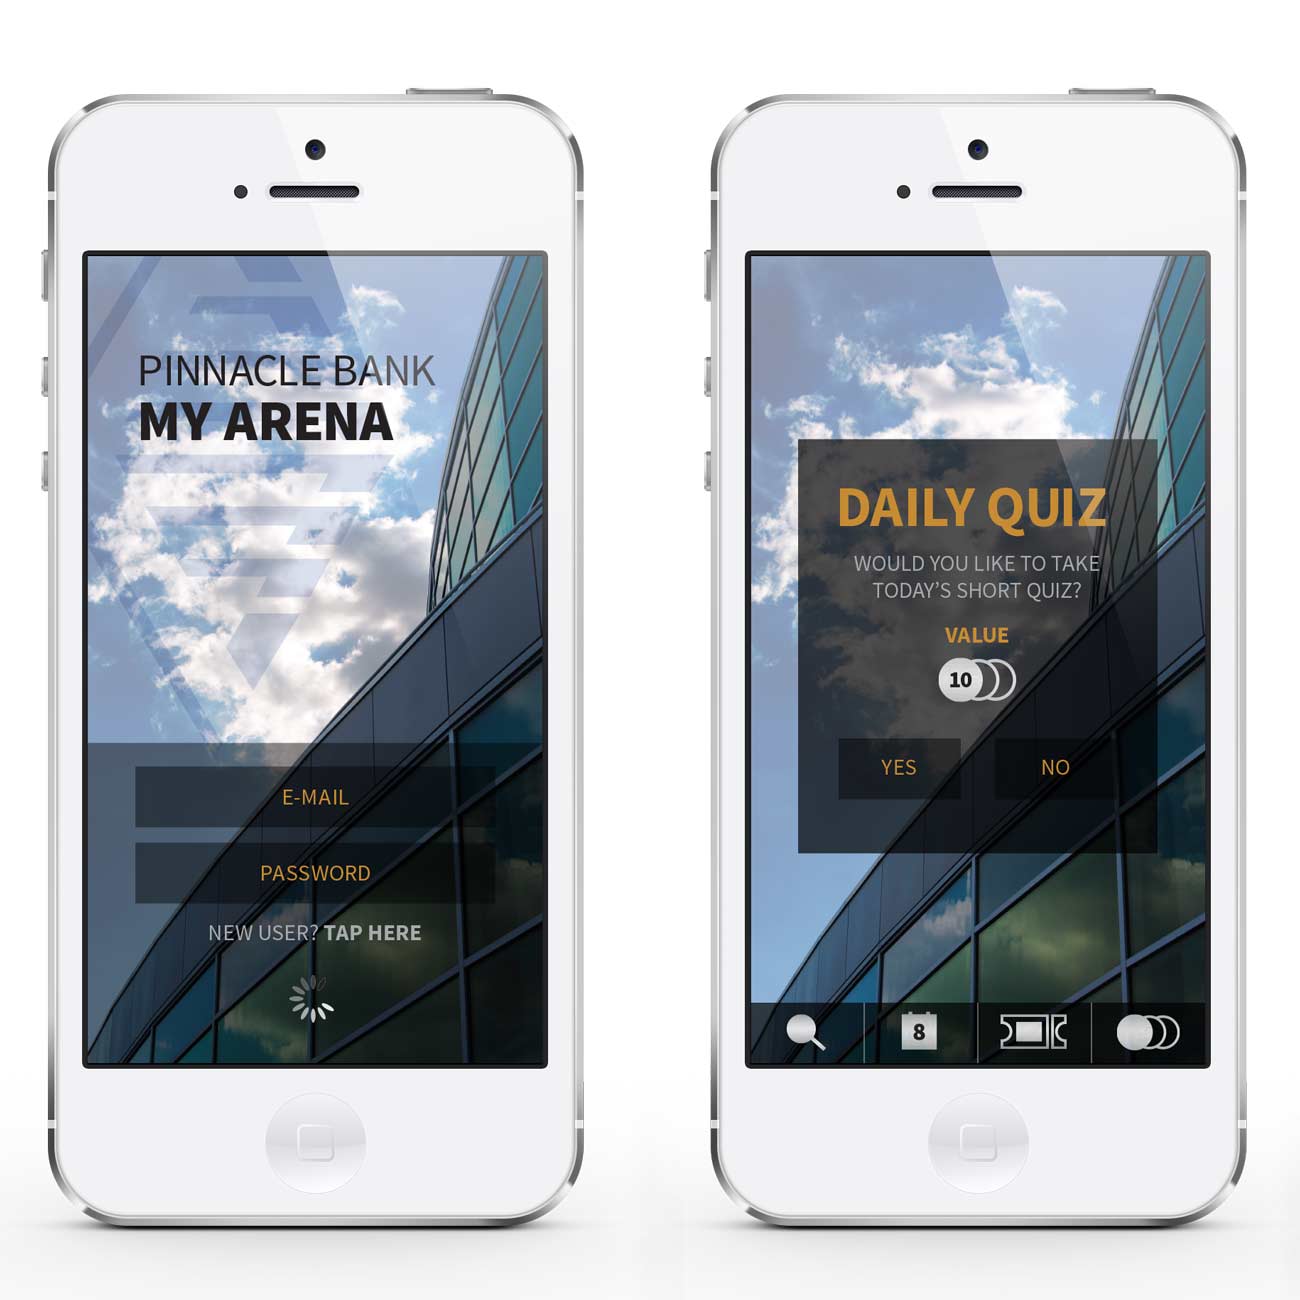 PINNACLE BANK
MY ARENA
E-MAIL
PASSWORD
NEW USER? TAP HERE
DAILY QUIZ
WOULD YOU LIKE TO TAKE
TODAY'S SHORT QUIZ?
VALUE
10
YES NO
8